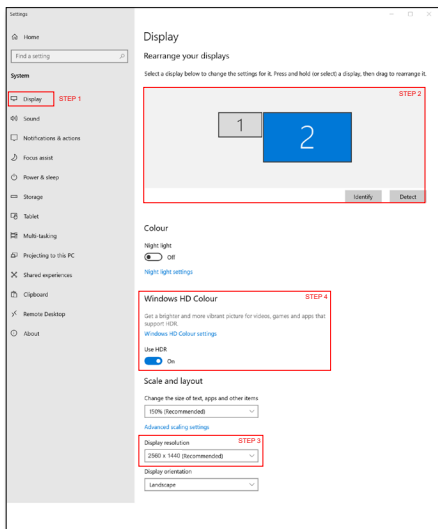 Settings
Home
Find a setting
System
Display STEP 1
Sound
Notifications & actions
Focus assist
Power & sleep
Storage
Tablet
Multi-tasking
Projecting to this PC
Shared experiences
Clipboard
Remote Desktop
About
Display
Rearrange your displays
Select a display below to change the settings for it. Press and hold (or select) a display, then drag to rearrange it.
STEP 2
1
2
Identify Detect
Colour
Night light
Off
Night light settings
Windows HD Colour STEP 4
Get a brighter and more vibrant picture for videos, games and apps that
support HDR.
Windows HD Colour settings
Use HDR
On
Scale and layout
Change the size of text, apps and other items
150% (Recommended)
Advanced scaling settings
Display resolution STEP 3
2560 x 1440 (Recommended)
Display orientation
Landscape